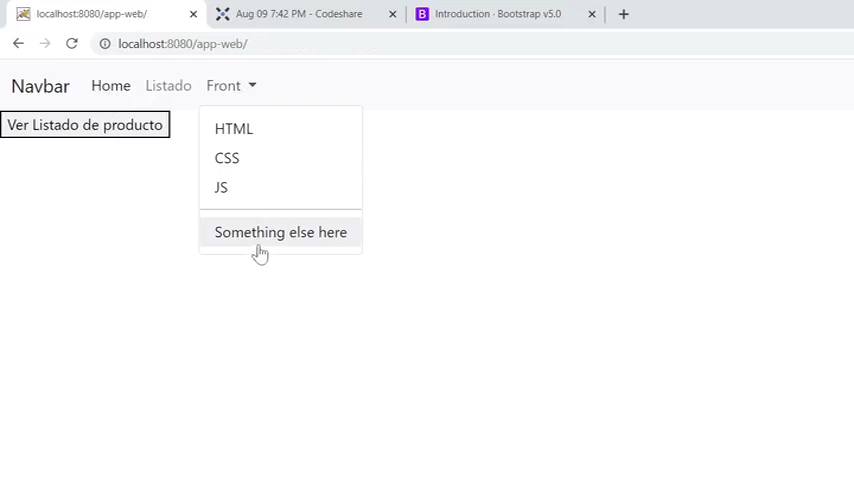 localhost:8080/app-web/
Aug 09 7:42 PM - Codeshare
Introduction · Bootstrap v5.0
localhost:8080/app-web/
Navbar Home Listado Front
Ver Listado de producto
HTML
CSS
JS
Something else here